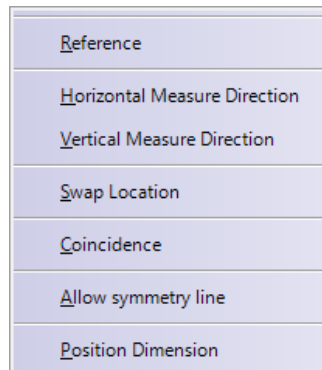 Reference
Horizontal Measure Direction
Vertical Measure Direction
Swap Location
Coincidence
Allow symmetry line
Position Dimension